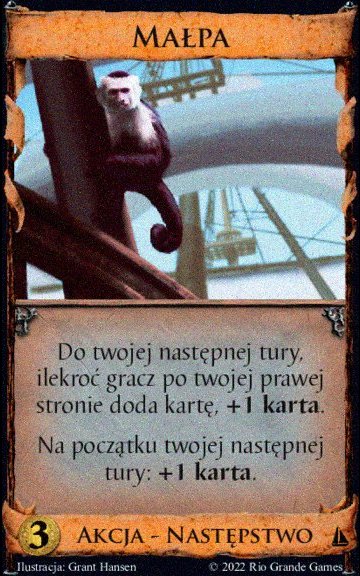 Małpa
Do twojej następnej tury,
ilekroć gracz po twojej prawej
stronie doda kartę, +1 karta.
Na początku twojej następnej
tury: +1 karta.
3 Akcja - Następstwo
Ilustracja: Grant Hansen © 2022 Rio Grande Games